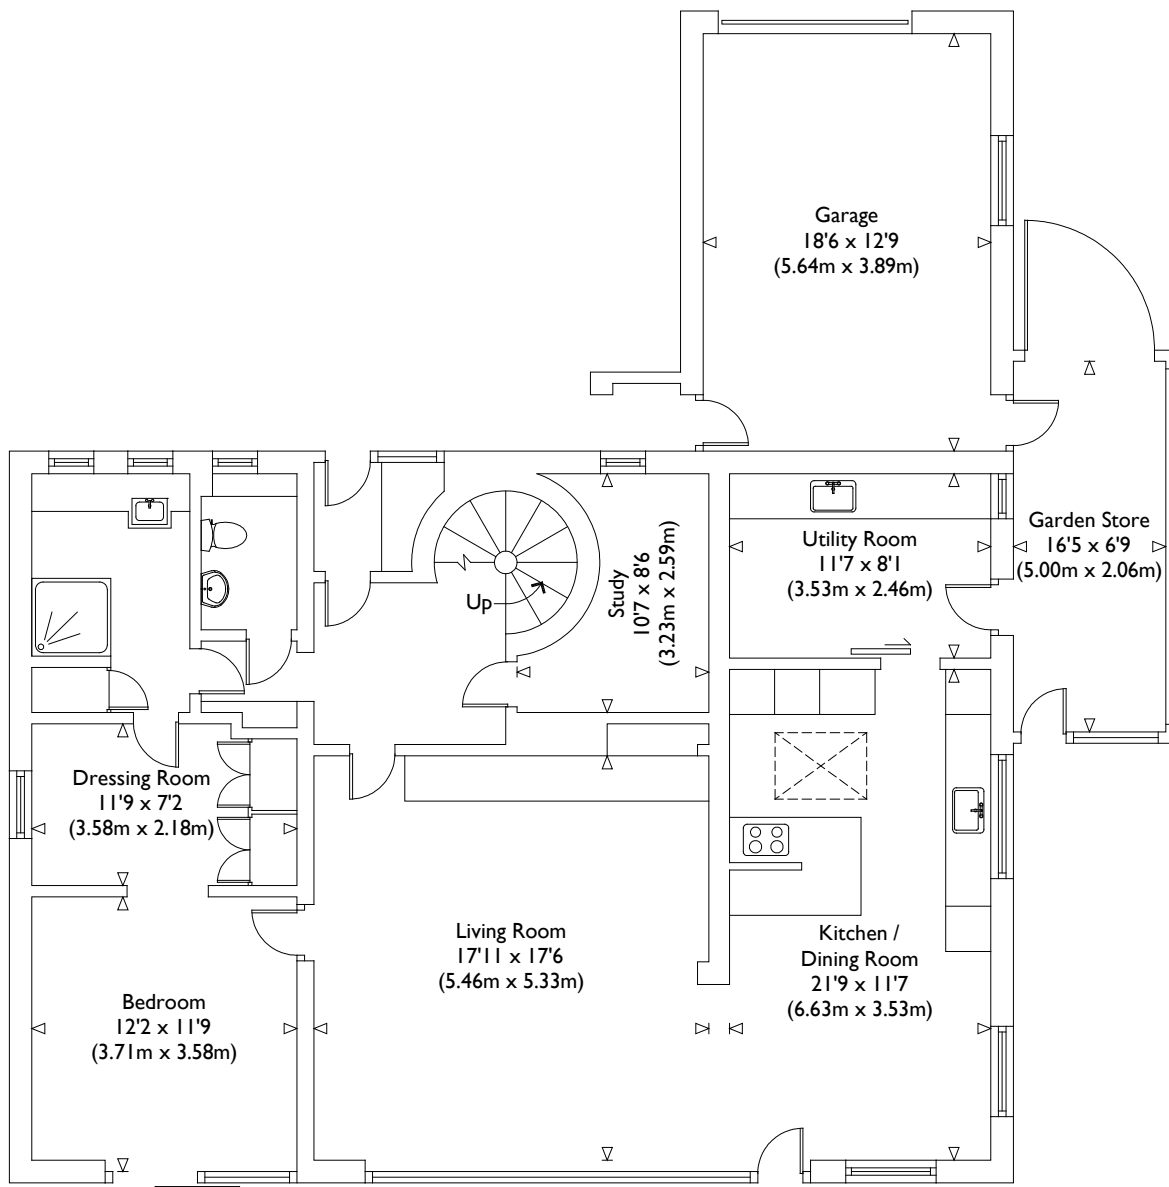 Garage
18'6 x 12'9
(5.64m x 3.89m)
Study
10'7 x 8'6
(3.23m x 2.59m)
Up
Utility Room
11'7 x 8'1
(3.53m x 2.46m)
Garden Store
16'5 x 6'9
(5.00m x 2.06m)
Dressing Room
11'9 x 7'2
(3.58m x 2.18m)
Living Room
17'11 x 17'6
(5.46m x 5.33m)
Kitchen /
Dining Room
21'9 x 11'7
(6.63m x 3.53m)
Bedroom
12'2 x 11'9
(3.71m x 3.58m)